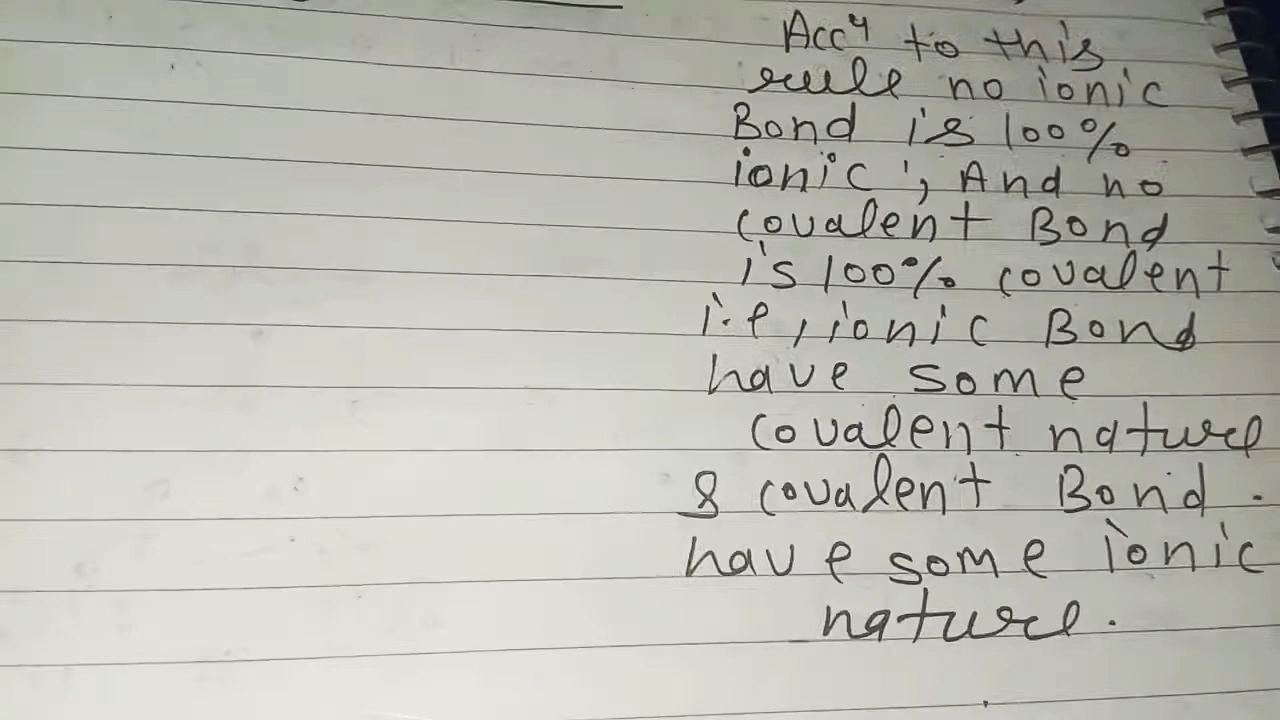 Accʸ to this
rule no ionic
Bond is 100%
ionic', And no
covalent Bond
is 100% covalent
i.e, ionic Bond
have some
covalent nature
& covalent Bond.
have some ionic
nature.